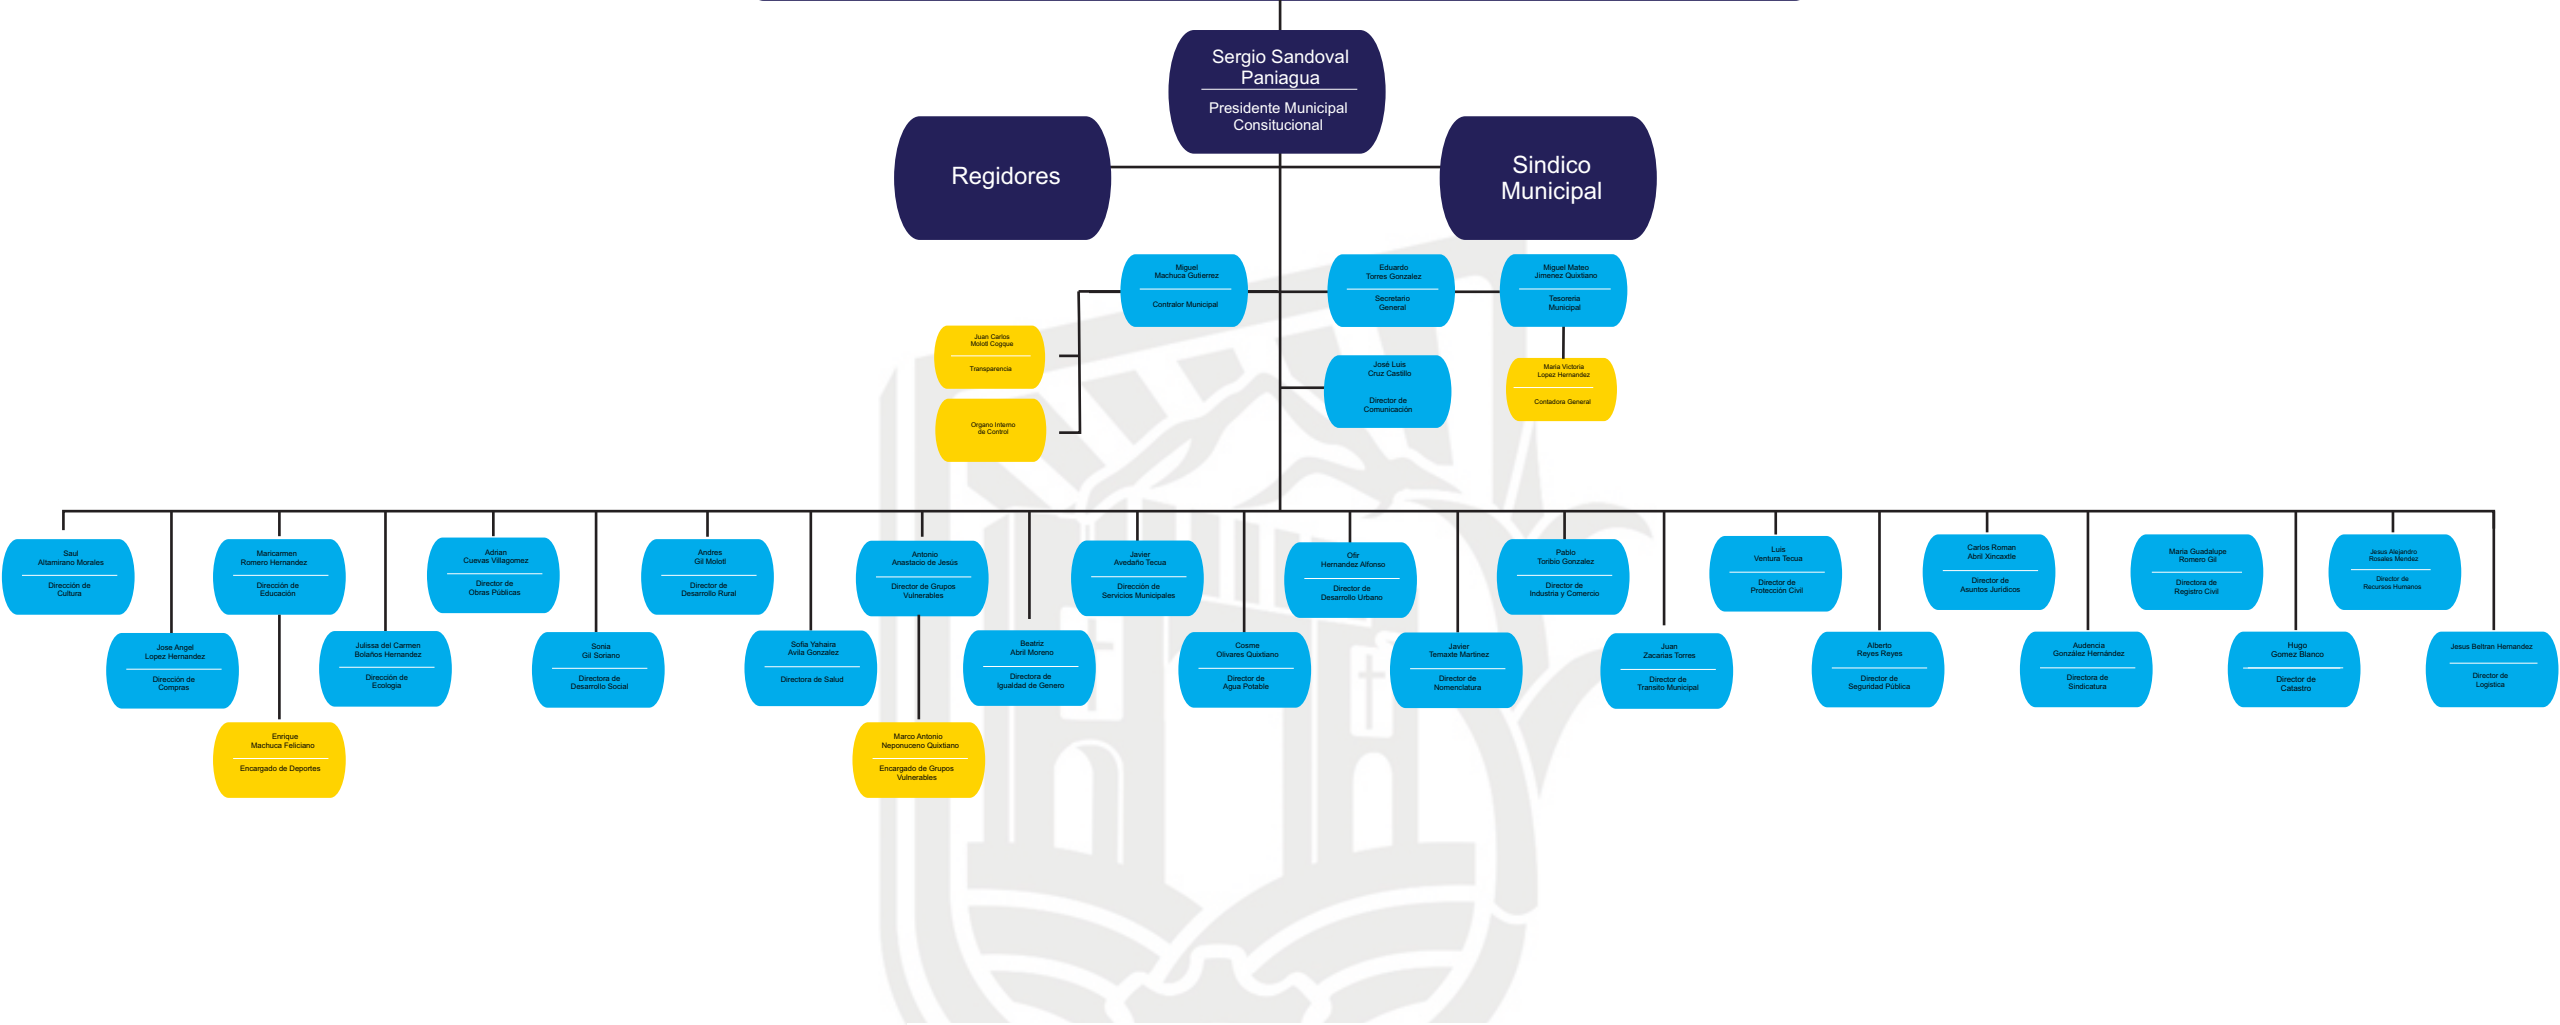 Sergio Sandoval
Paniagua
Presidente Municipal
Consitucional
Regidores
Sindico
Municipal
Miguel
Machuca Gutierrez
Contralor Municipal
Eduardo
Torres Gonzalez
Secretario
General
Miguel Mateo
Jimenez Quixtiano
Tesoreria
Municipal
Juan Carlos
Molotl Cogque
Transparencia
José Luis
Cruz Castillo
Director de
Comunicación
Maria Victoria
Lopez Hernandez
Contadora General
Organo Interno
de Control
Saul
Altamirano Morales
Dirección de
Cultura
Maricarmen
Romero Hernandez
Dirección de
Educación
Adrian
Cuevas Villagomez
Director de
Obras Públicas
Andres
Gil Molotl
Director de
Desarrollo Rural
Antonio
Anastacio de Jesús
Director de Grupos
Vulnerables
Javier
Avedaño Tecua
Dirección de
Servicios Municipales
Ofir
Hernandez Alfonso
Director de
Desarrollo Urbano
Pablo
Toribio Gonzalez
Director de
Industria y Comercio
Luis
Ventura Tecua
Director de
Protección Civil
Carlos Roman
Abril Xincaxtle
Director de
Asuntos Jurídicos
Maria Guadalupe
Romero Gil
Directora de
Registro Civil
Jesus Alejandro
Rosales Mendez
Director de
Recursos Humanos
Jose Angel
Lopez Hernandez
Dirección de
Compras
Julissa del Carmen
Bolaños Hernandez
Dirección de
Ecologia
Sonia
Gil Soriano
Directora de
Desarrollo Social
Sofia Yahaira
Avila Gonzalez
Directora de Salud
Beatriz
Abril Moreno
Directora de
Igualdad de Genero
Cosme
Olivares Quixtiano
Director de
Agua Potable
Javier
Temaxte Martinez
Director de
Nomenclatura
Juan
Zacarias Torres
Director de
Transito Municipal
Alberto
Reyes Reyes
Director de
Seguridad Pública
Audencia
González Hernández
Directora de
Sindicatura
Hugo
Gomez Blanco
Director de
Catastro
Jesus Beltran Hernandez
Director de
Logistica
Enrique
Machuca Feliciano
Encargado de Deportes
Marco Antonio
Neponuceno Quixtiano
Encargado de Grupos
Vulnerables